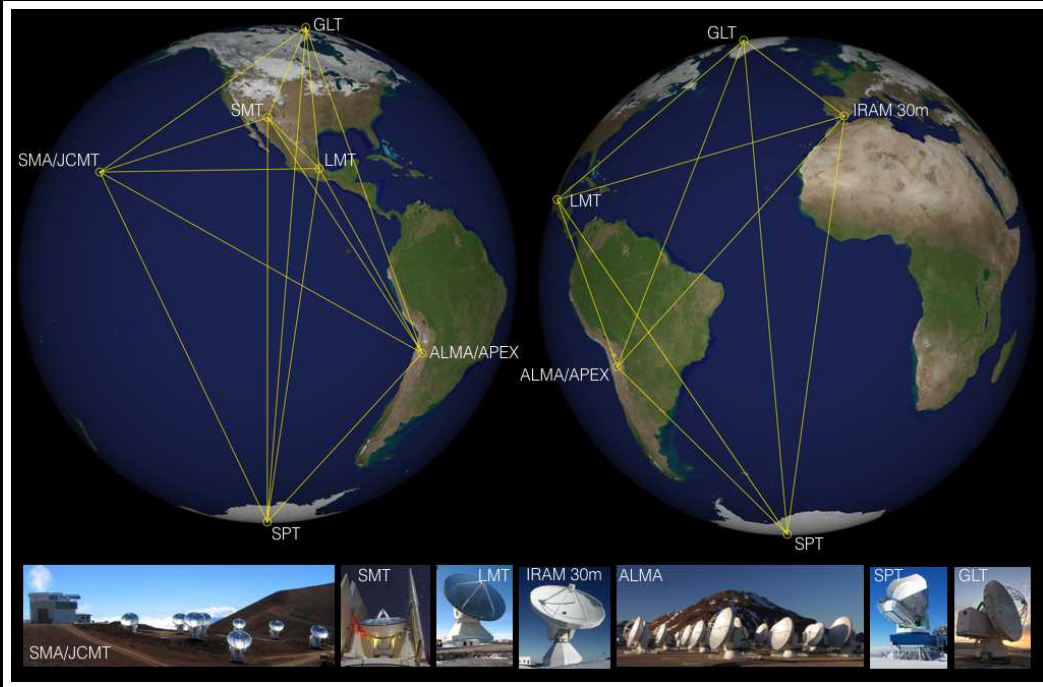 GLT
SMT
SMA/JCMT
LMT
ALMA/APEX
SPT
GLT
IRAM 30m
LMT
ALMA/APEX
SPT
SMA/JCMT
SMT
LMT
IRAM 30m
ALMA
SPT
GLT